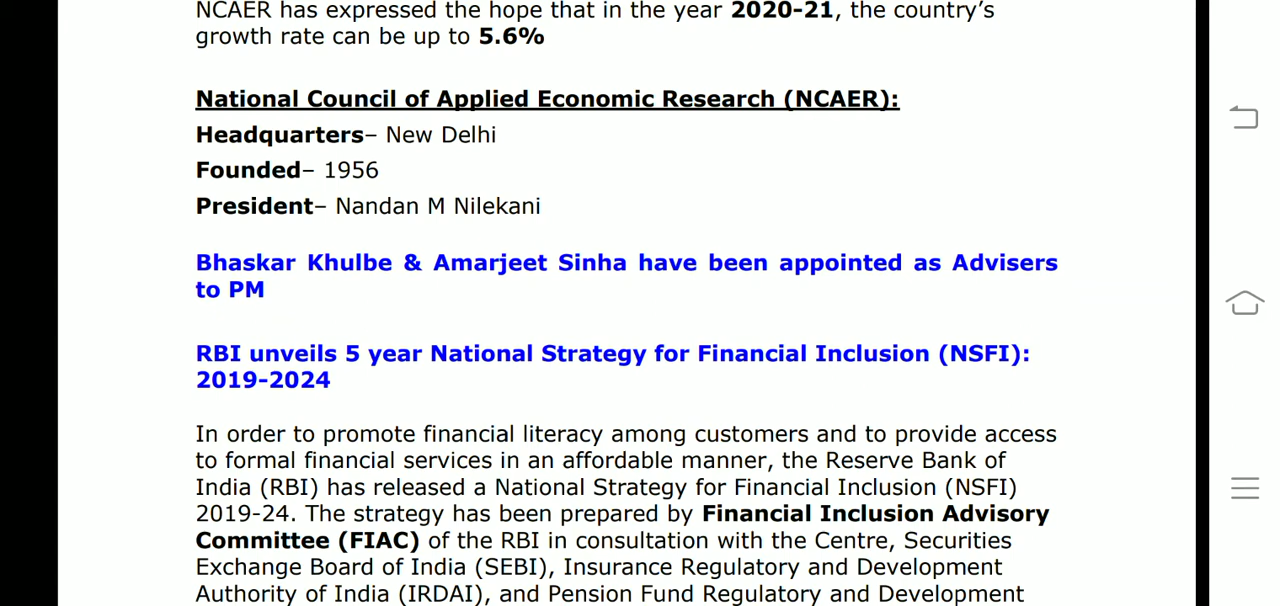 NCAER has expressed the hope that in the year 2020-21, the country's
growth rate can be up to 5.6%
National Council of Applied Economic Research (NCAER):
Headquarters– New Delhi
Founded– 1956
President– Nandan M Nilekani
Bhaskar Khulbe & Amarjeet Sinha have been appointed as Advisers
to PM
RBI unveils 5 year National Strategy for Financial Inclusion (NSFI):
2019-2024
In order to promote financial literacy among customers and to provide access
to formal financial services in an affordable manner, the Reserve Bank of
India (RBI) has released a National Strategy for Financial Inclusion (NSFI)
2019-24. The strategy has been prepared by Financial Inclusion Advisory
Committee (FIAC) of the RBI in consultation with the Centre, Securities
Exchange Board of India (SEBI), Insurance Regulatory and Development
Authority of India (IRDAI), and Pension Fund Regulatory and Development